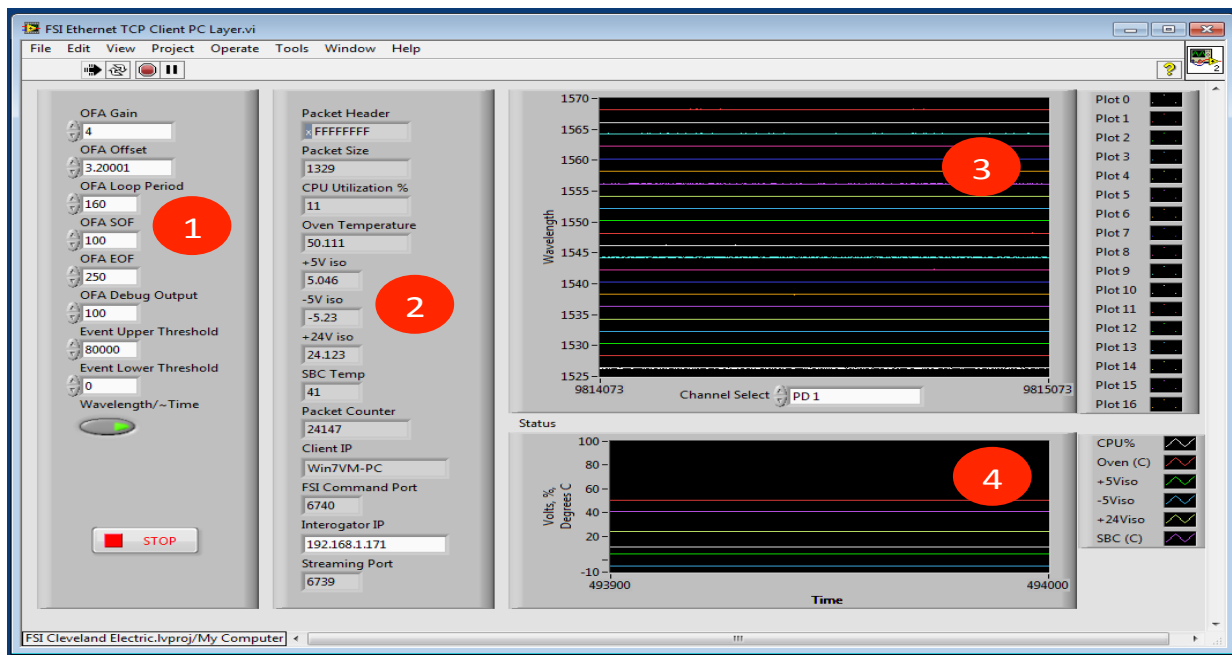 FSI Ethernet TCP Client PC Layer.vi
File Edit View Project Operate Tools Window Help
2
OFA Gain
4
OFA Offset
3.20001
OFA Loop Period
160
OFA SOF
100
OFA EOF
250
OFA Debug Output
100
Event Upper Threshold
80000
Event Lower Threshold
0
Wavelength/~Time
STOP
1
Packet Header
x FFFFFFFF
Packet Size
1329
CPU Utilization %
11
Oven Temperature
50.111
+5V iso
5.046
-5V iso
-5.23
+24V iso
24.123
SBC Temp
41
Packet Counter
24147
Client IP
Win7VM-PC
FSI Command Port
6740
Interogator IP
192.168.1.171
Streaming Port
6739
2
Wavelength
1570
1565
1560
1555
1550
1545
1540
1535
1530
1525
9814073
9815073
Channel Select PD 1
3
Plot 0
Plot 1
Plot 2
Plot 3
Plot 4
Plot 5
Plot 6
Plot 7
Plot 8
Plot 9
Plot 10
Plot 11
Plot 12
Plot 13
Plot 14
Plot 15
Plot 16
Status
Volts, %,
Degrees C
100
80
60
40
20
-10
493900
494000
Time
4
CPU%
Oven (C)
+5Viso
-5Viso
+24Viso
SBC (C)
FSI Cleveland Electric.lvproj/My Computer